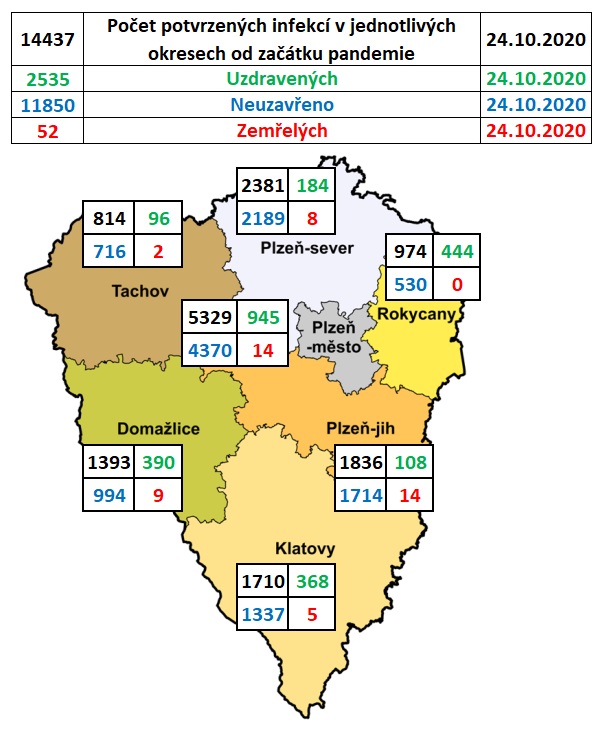 14437 Počet potvrzených infekcí v jednotlivých okresech od začátku pandemie 24.10.2020
2535 Uzdravených 24.10.2020
11850 Neuzavřeno 24.10.2020
52 Zemřelých 24.10.2020
2381 184
2189 8
Plzeň-sever
814 96
716 2
Tachov
974 444
530 0
Rokycany
5329 945
4370 14
Plzeň
-město
Domažlice
1393 390
994 9
Plzeň-jih
1836 108
1714 14
Klatovy
1710 368
1337 5